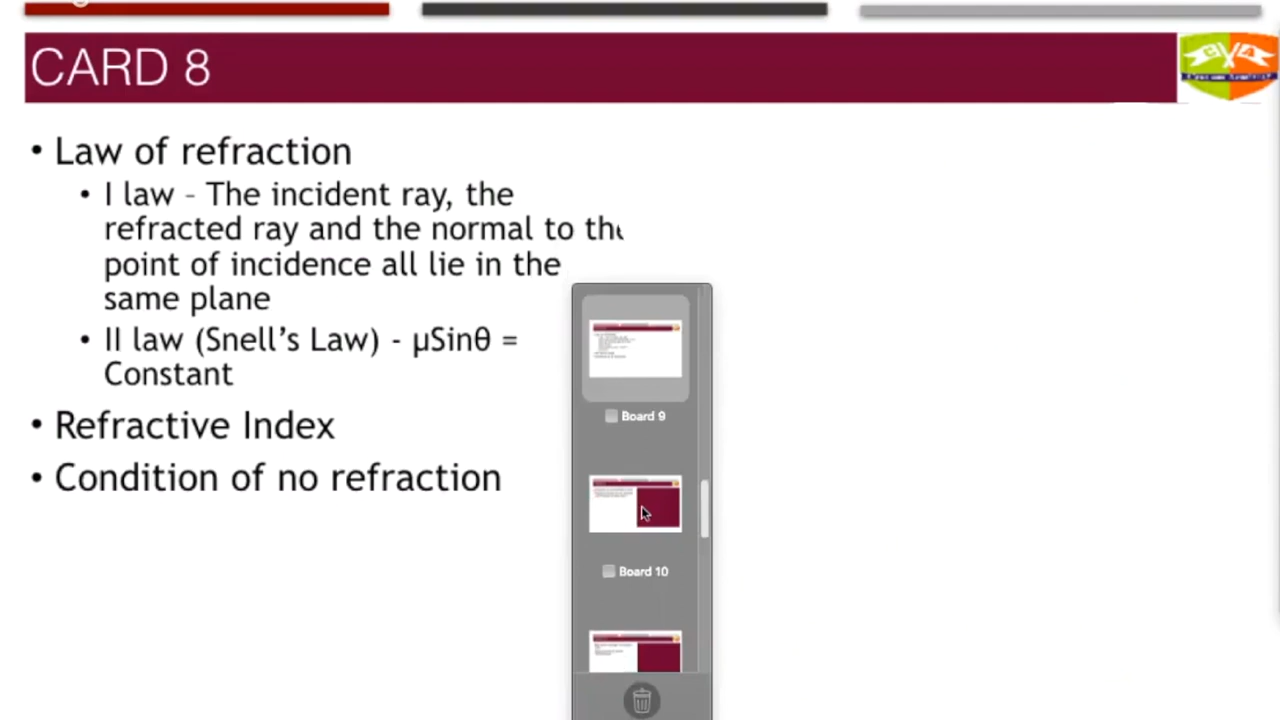 CARD 8
• Law of refraction
• I law – The incident ray, the
refracted ray and the normal to the
point of incidence all lie in the
same plane
• II law (Snell’s Law) - µSinθ =
Constant
• Refractive Index
• Condition of no refraction
Board 9
Board 10